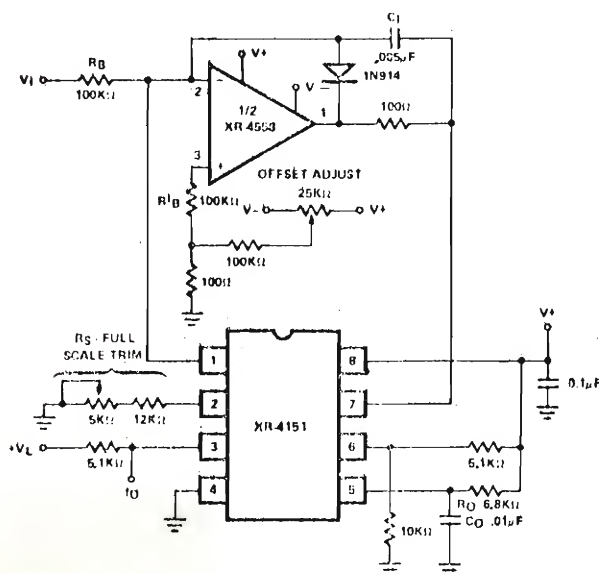 CI
.005µF
V+
RB
VI
100KΩ
2
−
V−
1N914
1/2
XR-4553
1
100Ω
3
+
OFFSET ADJUST
R'B
100KΩ
25KΩ
V−
V+
100KΩ
100Ω
V+
RS - FULL
SCALE TRIM
1
8
0.1µF
2
7
5KΩ
12KΩ
XR-4151
+VL
3
6
5.1KΩ
5.1KΩ
fO
4
5
RO 6.8KΩ
10KΩ
CO .01µF